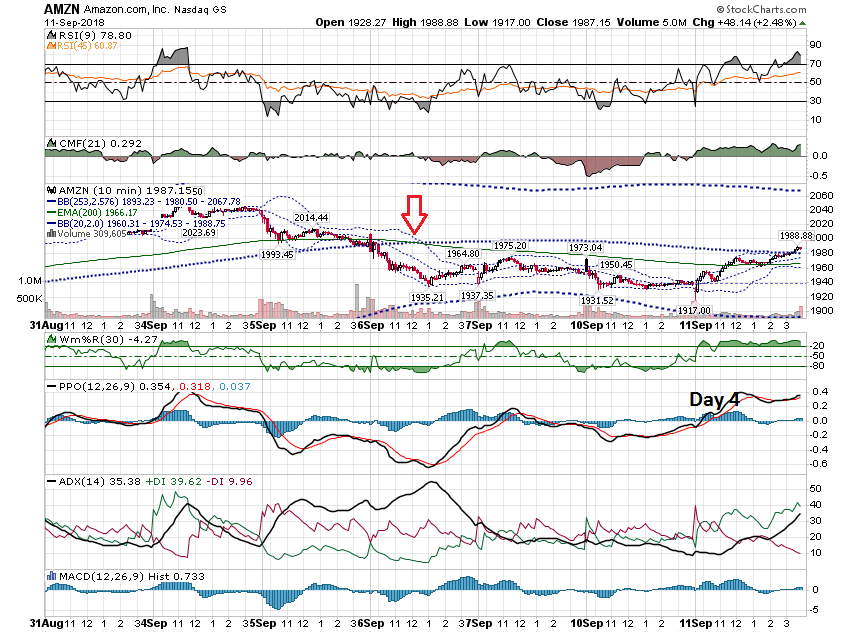 AMZN Amazon.com, Inc. Nasdaq GS © StockCharts.com
11-Sep-2018 Open 1928.27 High 1988.88 Low 1917.00 Close 1987.15 Volume 5.0M Chg +48.14 (+2.48%)
RSI(9) 78.80
RSI(45) 60.87
90
70
50
30
10
CMF(21) 0.292
0.0
-0.5
AMZN (10 min) 1987.1550
BB(253,2.576) 1893.23 - 1980.50 - 2067.78
EMA(200) 1966.17
BB(20,2.0) 1960.31 - 1974.53 - 1988.75
Volume 309,605
2023.69
1993.45
2014.44
1935.21
1964.80
1937.35
1975.20
1973.04
1931.52
1950.45
1917.00
1988.88
2060
2040
2020
2000
1980
1960
1940
1920
1900
1.0M
500K
31Aug 11 12 1 2 3 4Sep 11 12 1 2 3 5Sep 11 12 1 2 3 6Sep 11 12 1 2 3 7Sep 11 12 1 2 3 10Sep 11 12 1 2 3 11Sep 11 12 1 2 3
Wm%R(30) -4.27
-20
-50
-80
PPO(12,26,9) 0.354, 0.318, 0.037
Day 4
0.4
0.2
0.0
-0.2
-0.4
-0.6
ADX(14) 35.38 +DI 39.62 -DI 9.96
50
40
30
20
10
MACD(12,26,9) Hist 0.733
0
-5
31Aug 11 12 1 2 3 4Sep 11 12 1 2 3 5Sep 11 12 1 2 3 6Sep 11 12 1 2 3 7Sep 11 12 1 2 3 10Sep 11 12 1 2 3 11Sep 11 12 1 2 3